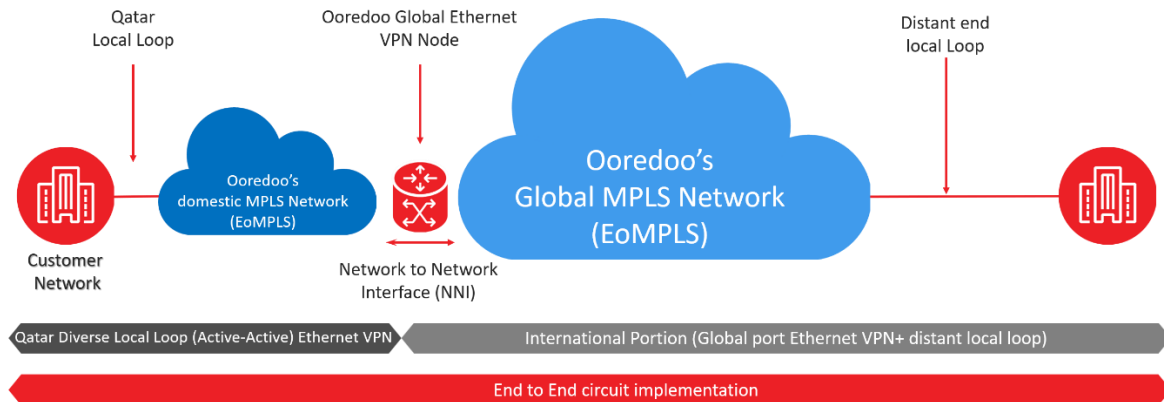 Qatar
Local Loop
Ooredoo Global Ethernet
VPN Node
Distant end
local Loop
Ooredoo’s
domestic MPLS Network
(EoMPLS)
Ooredoo’s
Global MPLS Network
(EoMPLS)
Customer
Network
Network to Network
Interface (NNI)
Qatar Diverse Local Loop (Active-Active) Ethernet VPN
International Portion (Global port Ethernet VPN+ distant local loop)
End to End circuit implementation